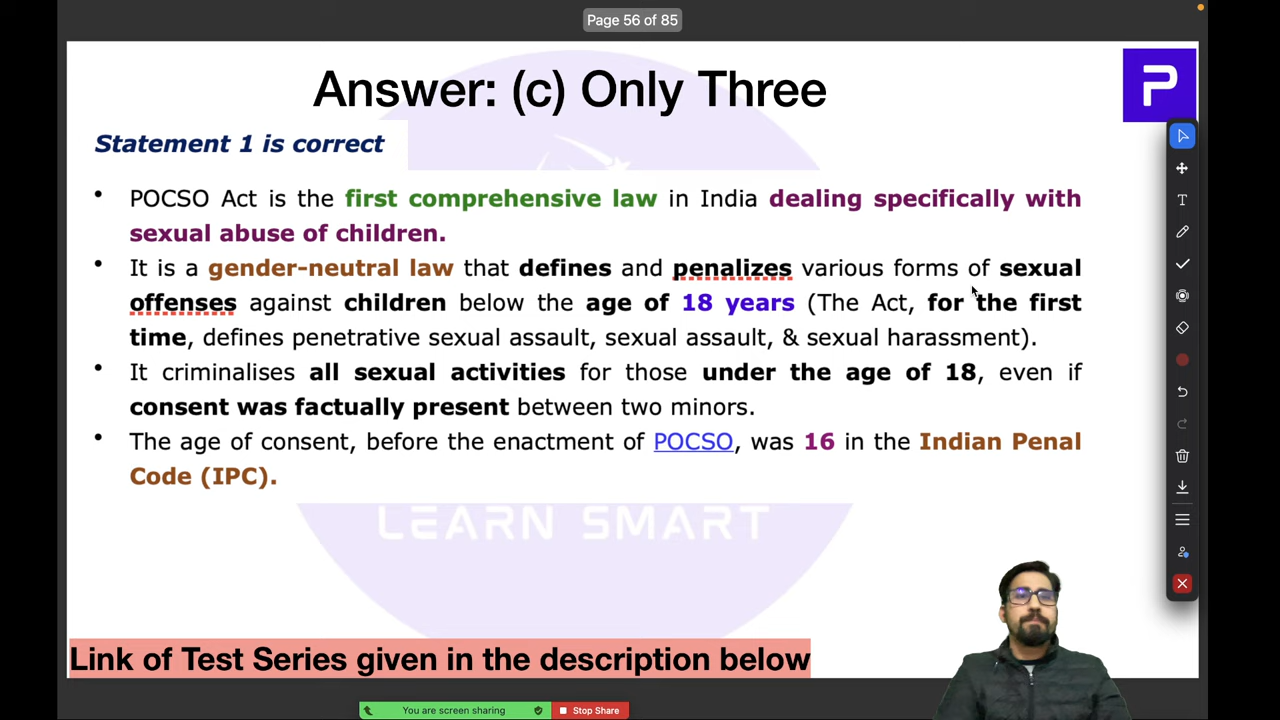 Page 56 of 85
Answer: (c) Only Three
P
Statement 1 is correct
• POCSO Act is the first comprehensive law in India dealing specifically with
sexual abuse of children.
• It is a gender-neutral law that defines and penalizes various forms of sexual
offenses against children below the age of 18 years (The Act, for the first
time, defines penetrative sexual assault, sexual assault, & sexual harassment).
• It criminalises all sexual activities for those under the age of 18, even if
consent was factually present between two minors.
• The age of consent, before the enactment of POCSO, was 16 in the Indian Penal
Code (IPC).
LEARN SMART
Link of Test Series given in the description below
You are screen sharing
Stop Share